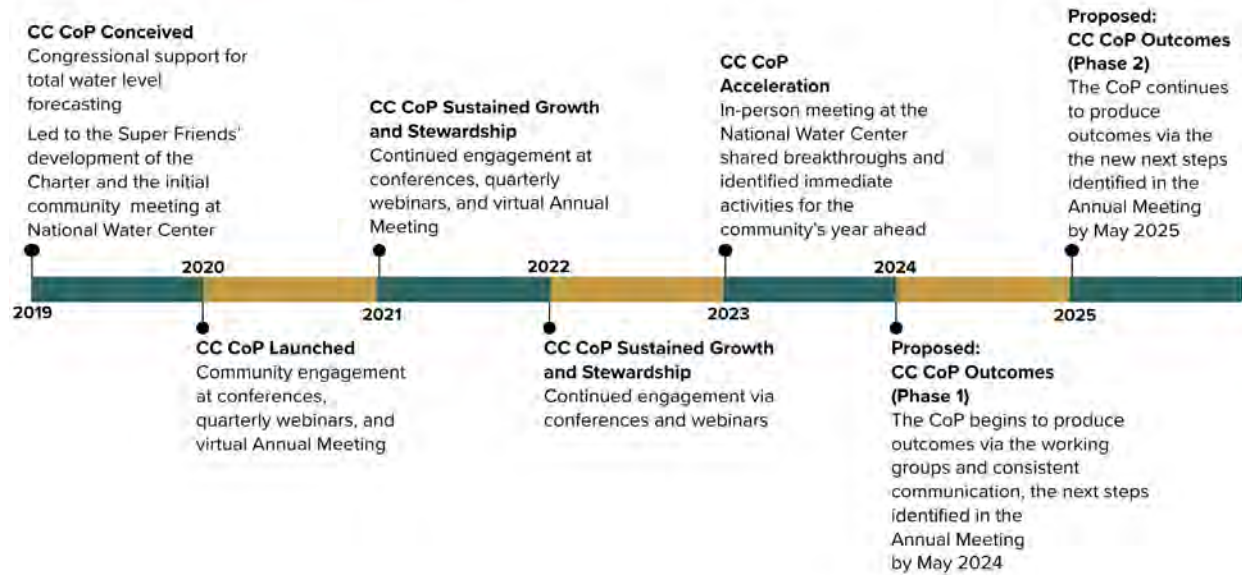 CC CoP Conceived
Congressional support for
total water level
forecasting
Led to the Super Friends'
development of the
Charter and the initial
community meeting at
National Water Center
2019
2020
CC CoP Launched
Community engagement
at conferences,
quarterly webinars, and
virtual Annual Meeting
CC CoP Sustained Growth
and Stewardship
Continued engagement at
conferences, quarterly
webinars, and virtual Annual
Meeting
2021
2022
CC CoP Sustained Growth
and Stewardship
Continued engagement via
conferences and webinars
CC CoP
Acceleration
In-person meeting at the
National Water Center
shared breakthroughs and
identified immediate
activities for the
community's year ahead
2023
2024
Proposed:
CC CoP Outcomes
(Phase 1)
The CoP begins to produce
outcomes via the working
groups and consistent
communication, the next steps
identified in the
Annual Meeting
by May 2024
Proposed:
CC CoP Outcomes
(Phase 2)
The CoP continues
to produce
outcomes via the
the new next steps
identified in the
Annual Meeting
by May 2025
2025